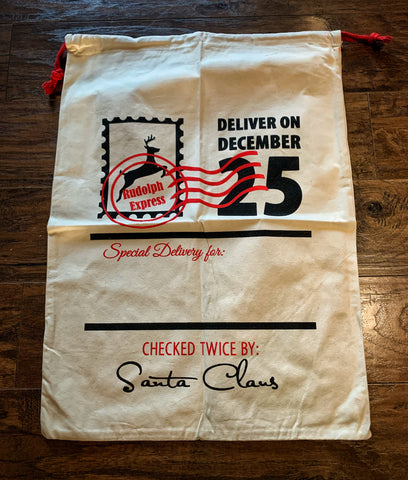 DELIVER ON
DECEMBER
25
Rudolph
Express
Special Delivery for:
CHECKED TWICE BY:
Santa Claus